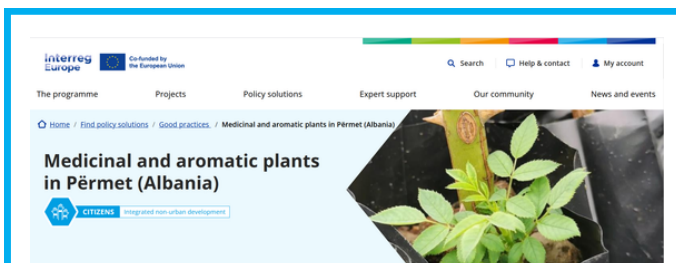 Interreg
Europe
Co-funded by
the European Union
Search
Help & contact
My account
The programme
Projects
Policy solutions
Expert support
Our community
News and events
Home / Find policy solutions / Good practices / Medicinal and aromatic plants in Përmet (Albania)
Medicinal and aromatic plants
in Përmet (Albania)
CITIZENS
Integrated non-urban development